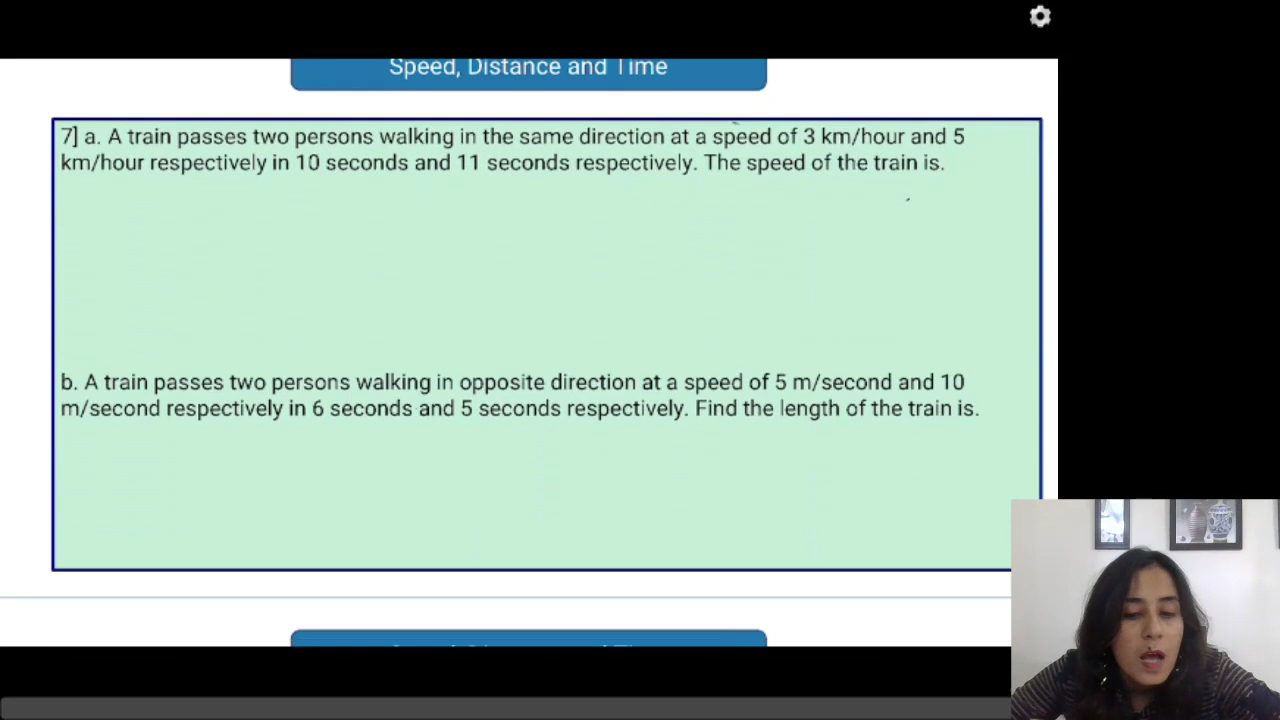 Speed, Distance and Time
7] a. A train passes two persons walking in the same direction at a speed of 3 km/hour and 5
km/hour respectively in 10 seconds and 11 seconds respectively. The speed of the train is.
b. A train passes two persons walking in opposite direction at a speed of 5 m/second and 10
m/second respectively in 6 seconds and 5 seconds respectively. Find the length of the train is.